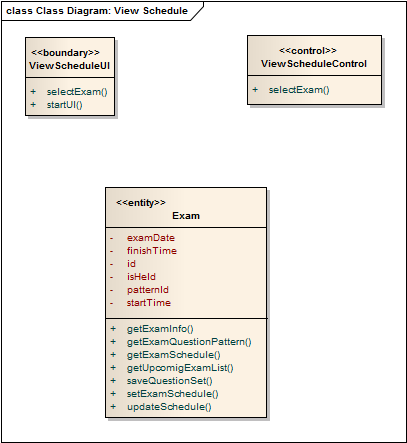 class Class Diagram: View Schedule
<<boundary>>
ViewScheduleUI
+ selectExam()
+ startUI()
<<control>>
ViewScheduleControl
+ selectExam()
<<entity>>
Exam
- examDate
- finishTime
- id
- isHeld
- patternId
- startTime
+ getExamInfo()
+ getExamQuestionPattern()
+ getExamSchedule()
+ getUpcomigExamList()
+ saveQuestionSet()
+ setExamSchedule()
+ updateSchedule()